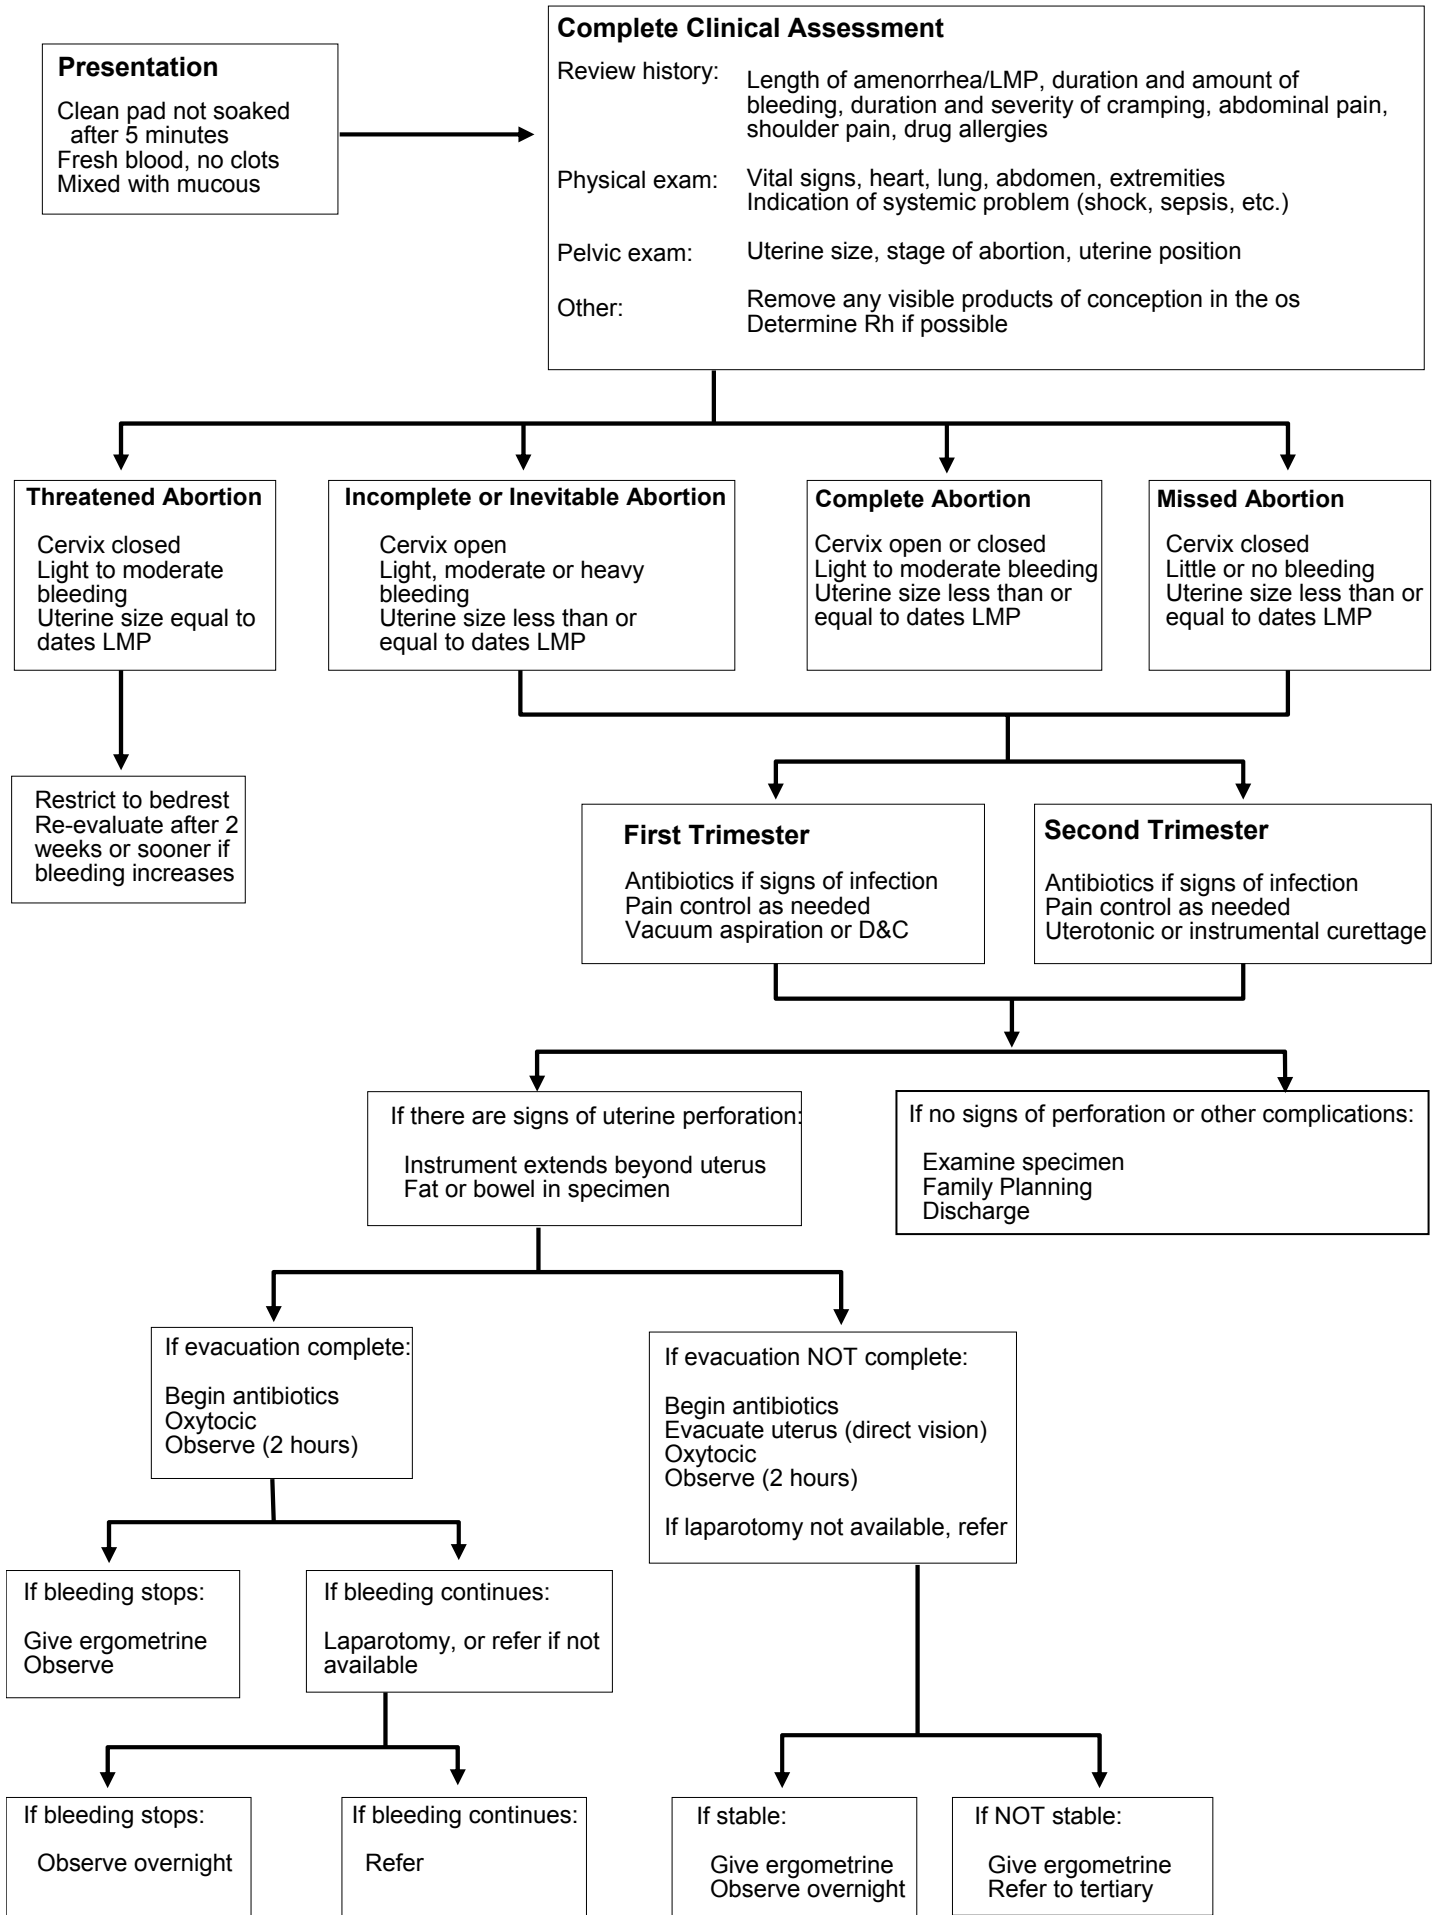 Presentation
Clean pad not soaked
after 5 minutes
Fresh blood, no clots
Mixed with mucous
Complete Clinical Assessment
Review history:
Length of amenorrhea/LMP, duration and amount of
bleeding, duration and severity of cramping, abdominal pain,
shoulder pain, drug allergies
Physical exam:
Vital signs, heart, lung, abdomen, extremities
Indication of systemic problem (shock, sepsis, etc.)
Pelvic exam:
Uterine size, stage of abortion, uterine position
Other:
Remove any visible products of conception in the os
Determine Rh if possible
Threatened Abortion
Cervix closed
Light to moderate
bleeding
Uterine size equal to
dates LMP
Incomplete or Inevitable Abortion
Cervix open
Light, moderate or heavy
bleeding
Uterine size less than or
equal to dates LMP
Complete Abortion
Cervix open or closed
Light to moderate bleeding
Uterine size less than or
equal to dates LMP
Missed Abortion
Cervix closed
Little or no bleeding
Uterine size less than or
equal to dates LMP
Restrict to bedrest
Re-evaluate after 2
weeks or sooner if
bleeding increases
First Trimester
Antibiotics if signs of infection
Pain control as needed
Vacuum aspiration or D&C
Second Trimester
Antibiotics if signs of infection
Pain control as needed
Uterotonic or instrumental curettage
If there are signs of uterine perforation:
Instrument extends beyond uterus
Fat or bowel in specimen
If no signs of perforation or other complications:
Examine specimen
Family Planning
Discharge
If evacuation complete:
Begin antibiotics
Oxytocic
Observe (2 hours)
If evacuation NOT complete:
Begin antibiotics
Evacuate uterus (direct vision)
Oxytocic
Observe (2 hours)
If laparotomy not available, refer
If bleeding stops:
Give ergometrine
Observe
If bleeding continues:
Laparotomy, or refer if not
available
If bleeding stops:
Observe overnight
If bleeding continues:
Refer
If stable:
Give ergometrine
Observe overnight
If NOT stable:
Give ergometrine
Refer to tertiary